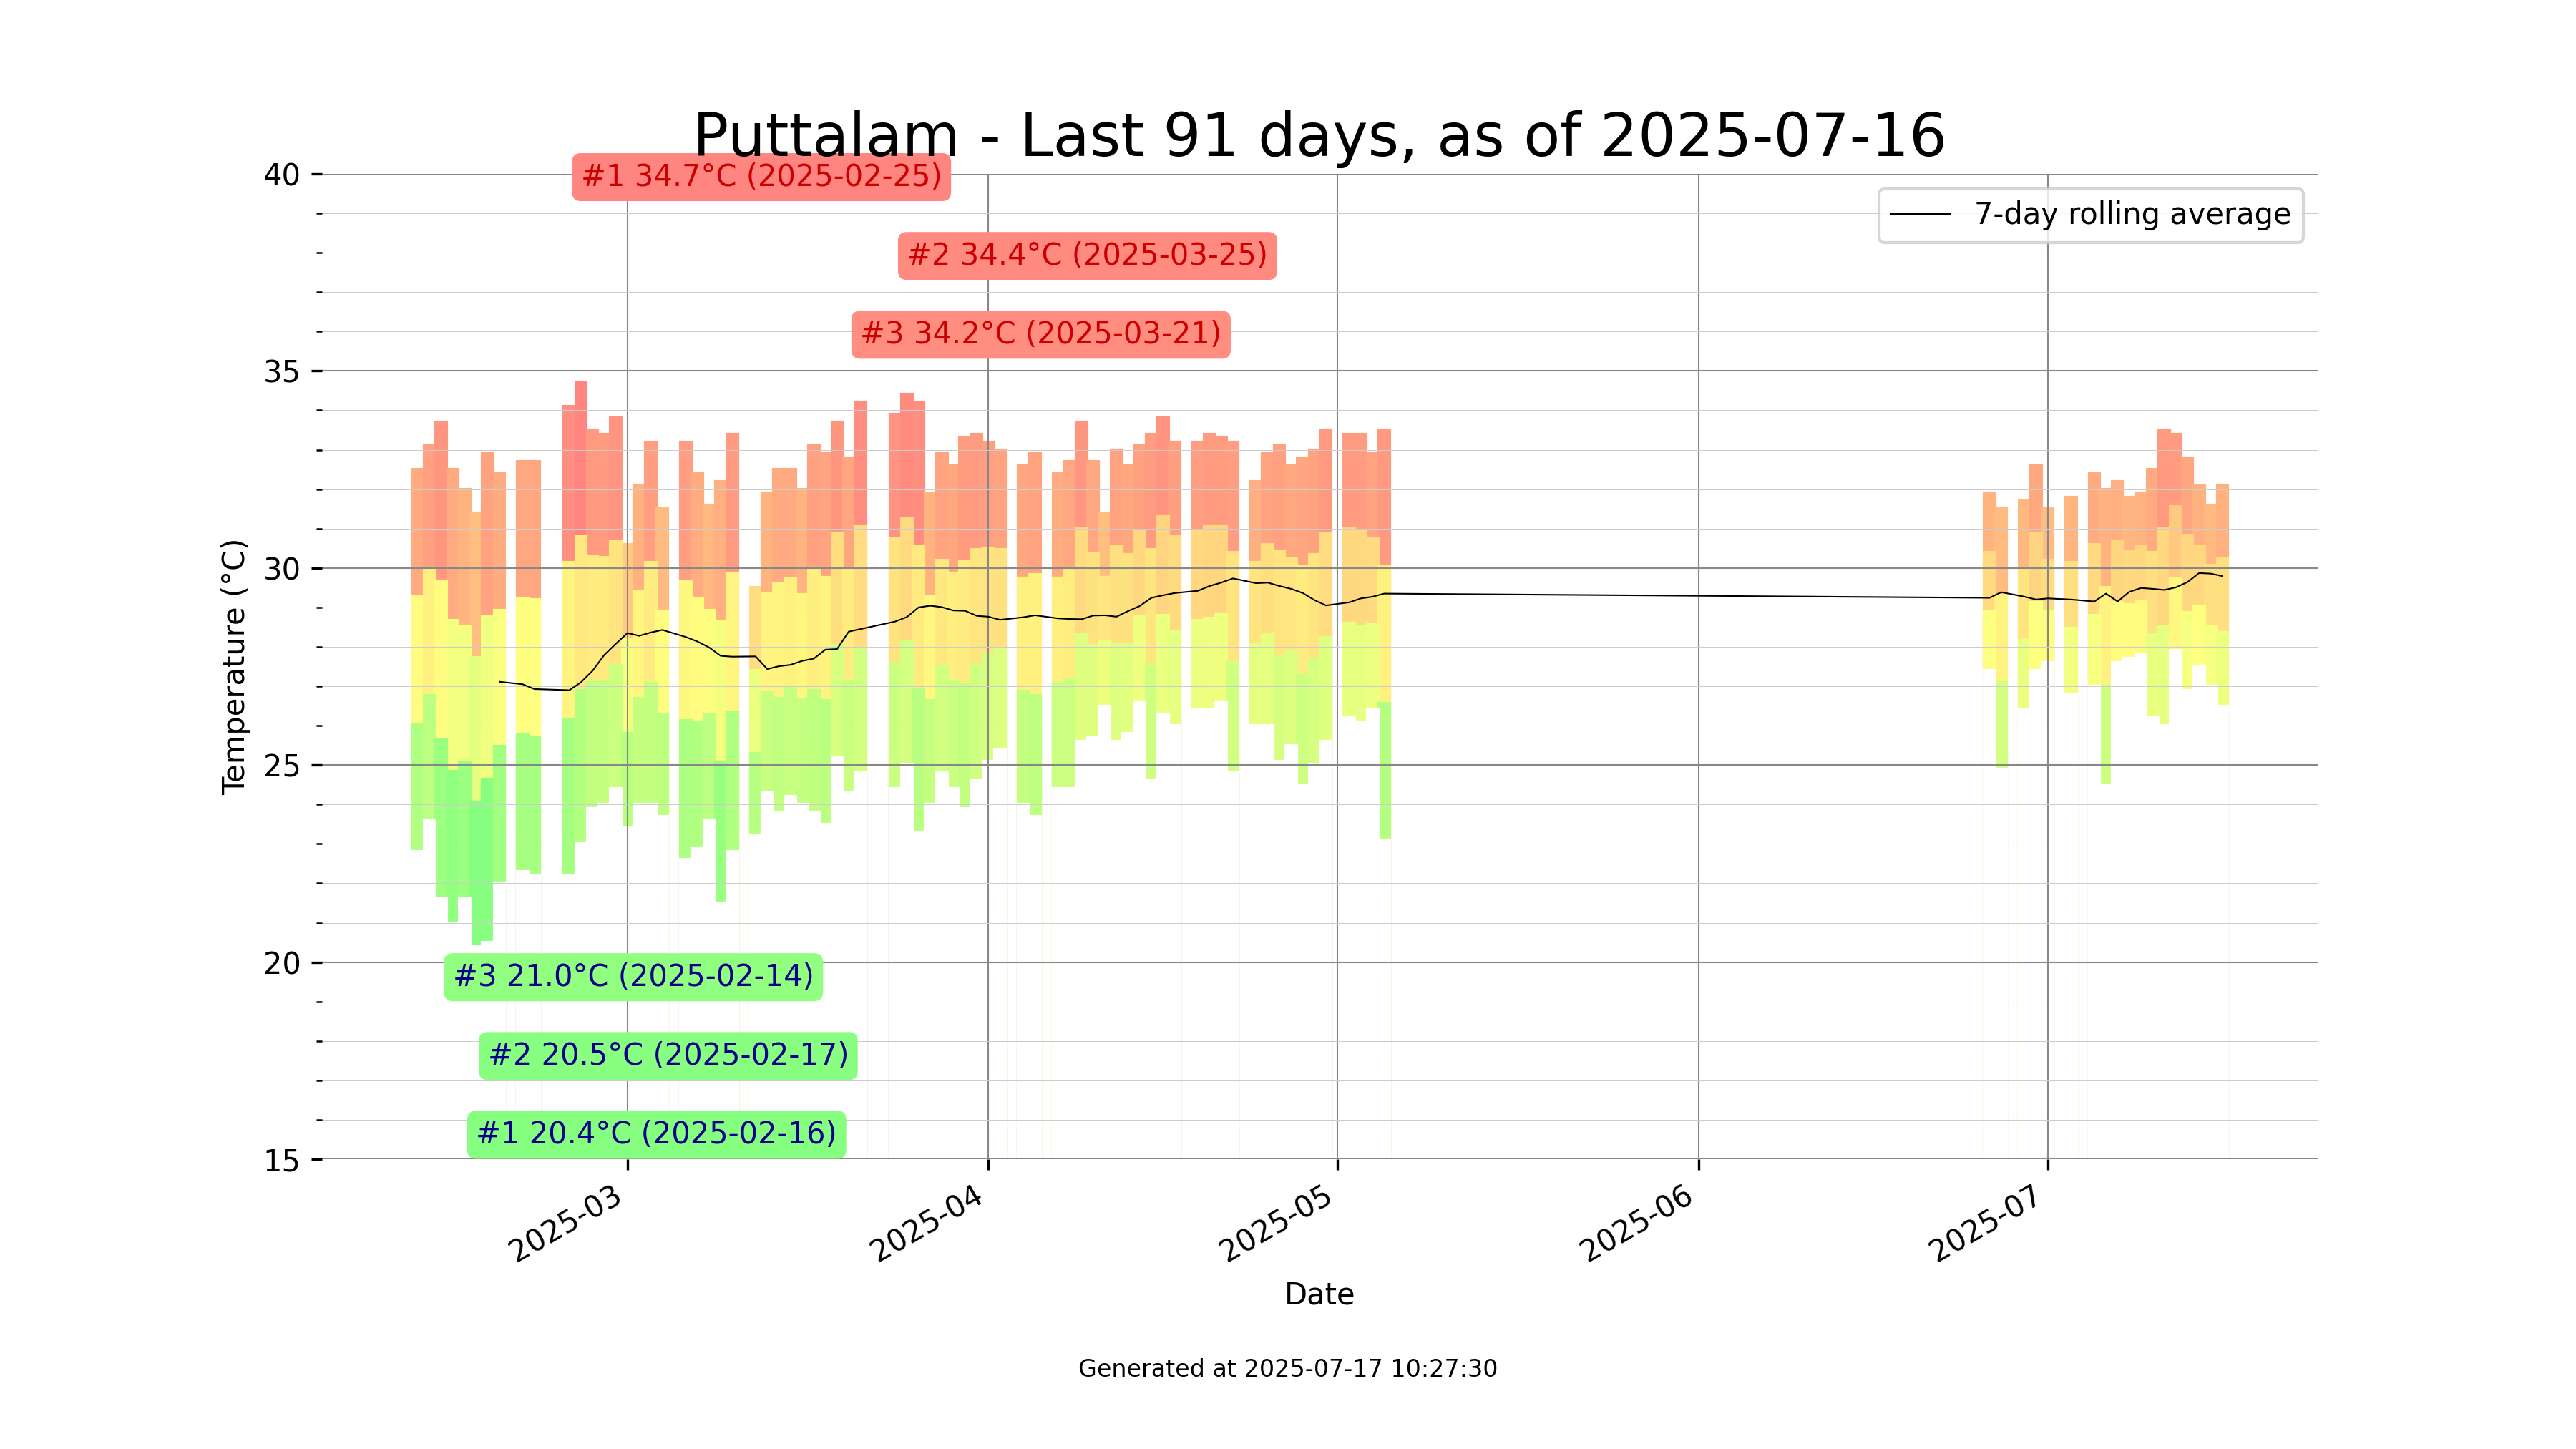 Puttalam - Last 91 days, as of 2025-07-16
#1 34.7°C (2025-02-25)
#2 34.4°C (2025-03-25)
#3 34.2°C (2025-03-21)
7-day rolling average
40
35
30
25
20
15
Temperature (°C)
#3 21.0°C (2025-02-14)
#2 20.5°C (2025-02-17)
#1 20.4°C (2025-02-16)
2025-03
2025-04
2025-05
2025-06
2025-07
Date
Generated at 2025-07-17 10:27:30